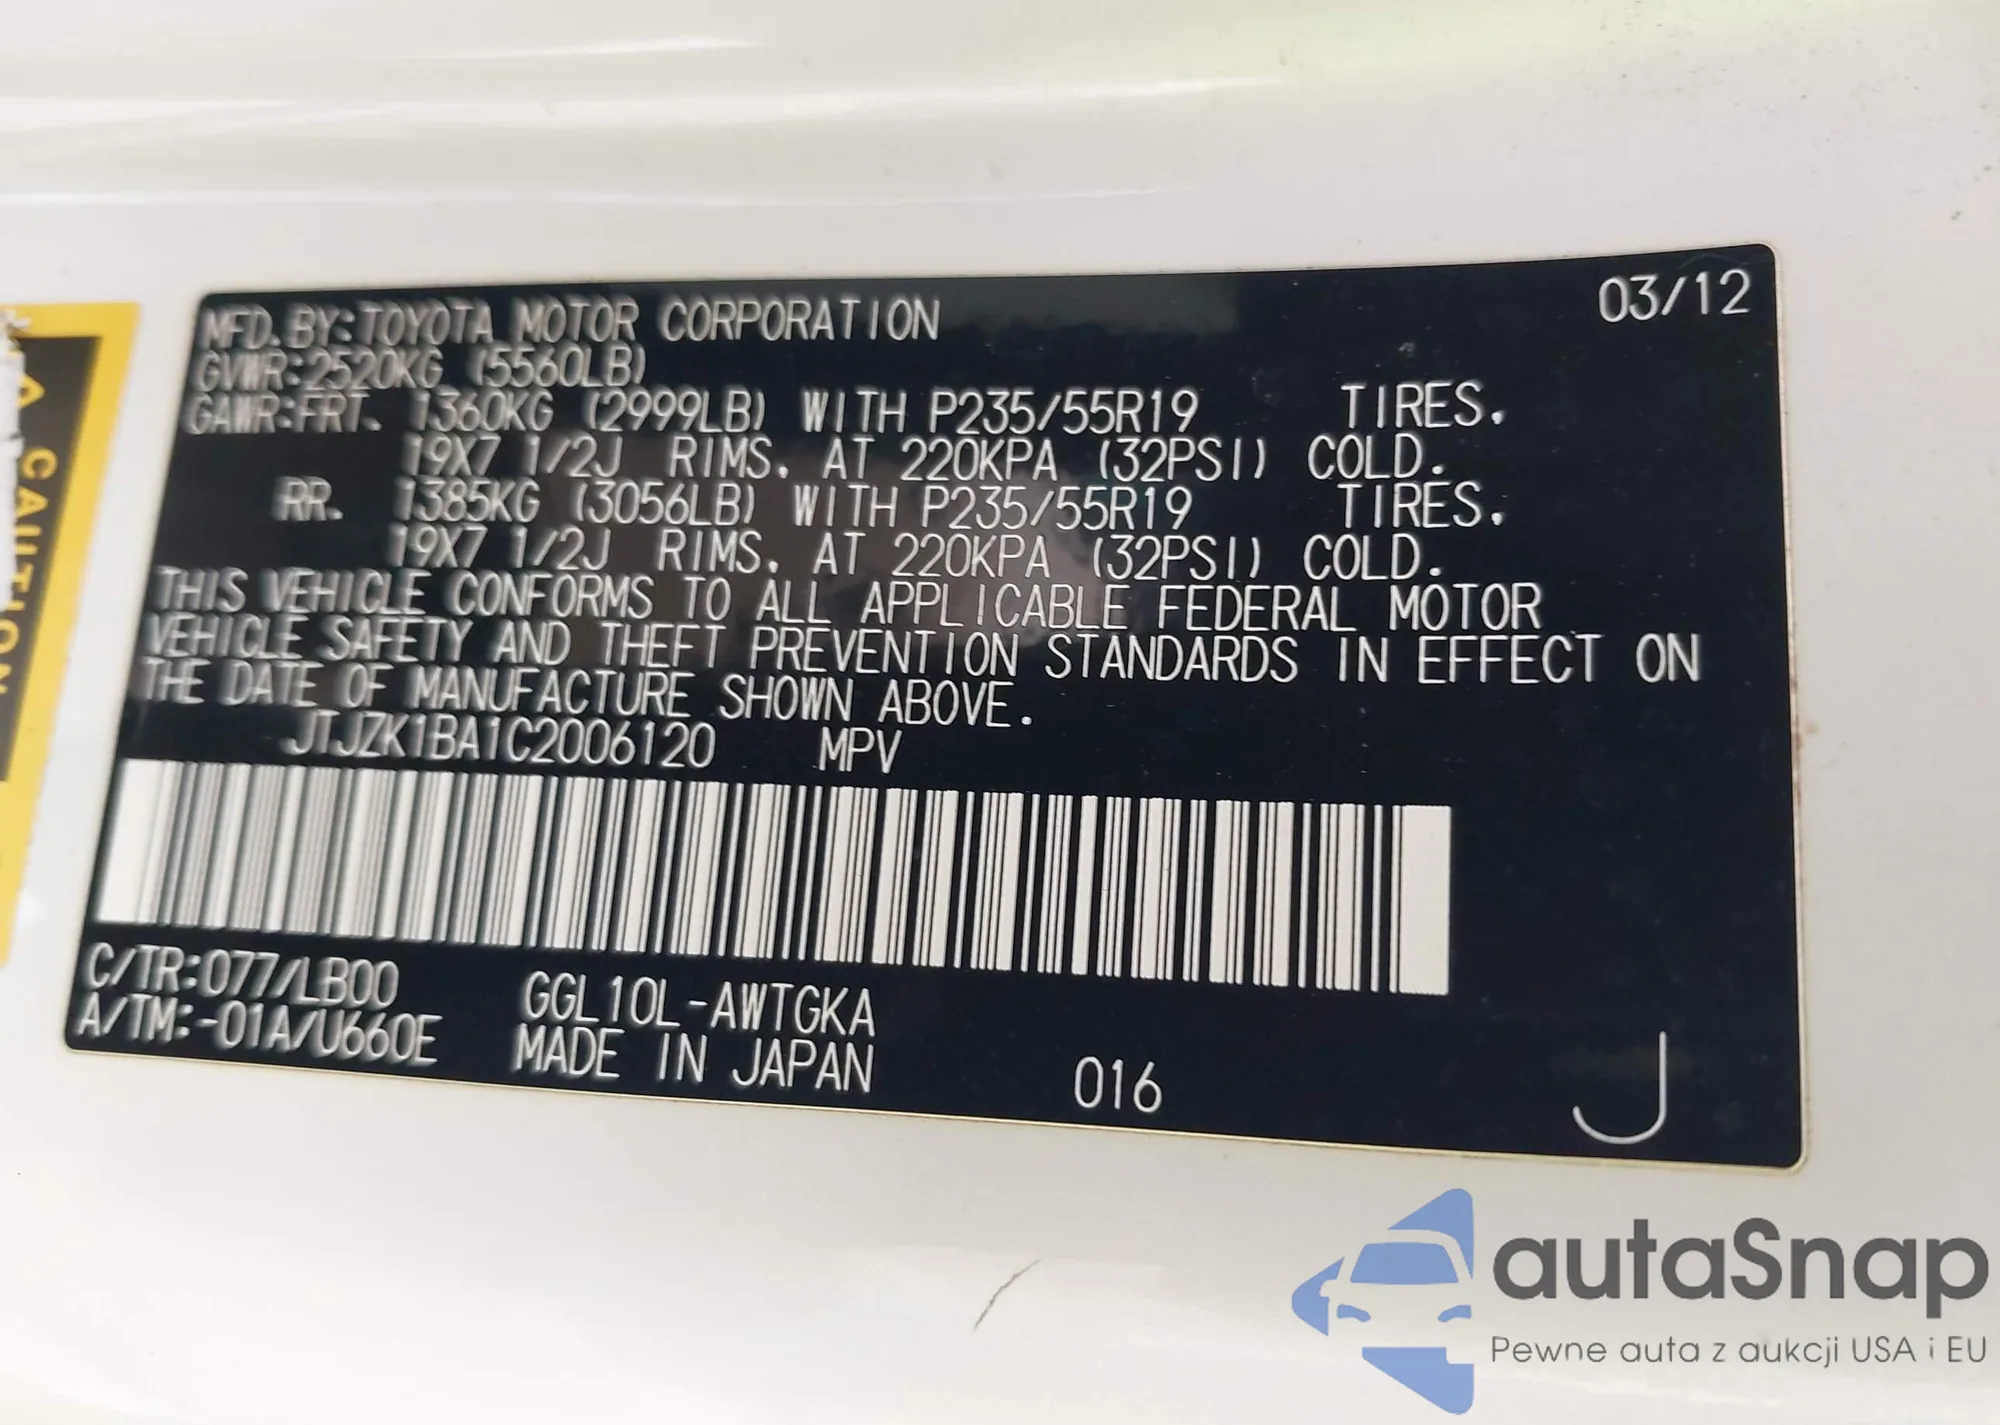 MFD. BY: TOYOTA MOTOR CORPORATION 03/12
GVWR: 2520KG (5560LB)
GAWR: FRT. 1360KG (2999LB) WITH P235/55R19 TIRES.
19X7 1/2J RIMS. AT 220KPA (32PSI) COLD.
RR. 1385KG (3056LB) WITH P235/55R19 TIRES.
19X7 1/2J RIMS. AT 220KPA (32PSI) COLD.
THIS VEHICLE CONFORMS TO ALL APPLICABLE FEDERAL MOTOR
VEHICLE SAFETY AND THEFT PREVENTION STANDARDS IN EFFECT ON
THE DATE OF MANUFACTURE SHOWN ABOVE.
JTJZK1BA1C2006120 MPV
C/TR: 077/LB00 GGL10L-AWTGKA
A/TM: -01A/U660E MADE IN JAPAN 016 J
CAUTION
autaSnap
Pewne auta z aukcji USA i EU